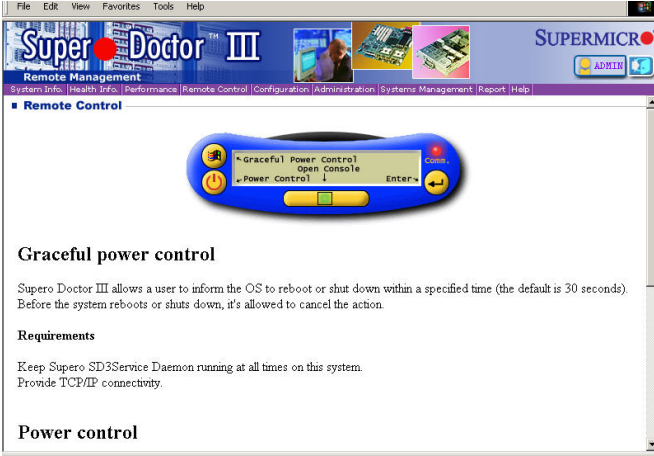 File Edit View Favorites Tools Help
Super Doctor™ III
SUPERMICR
Remote Management
ADMIN
System Info. Health Info. Performance Remote Control Configuration Administration Systems Management Report Help
Remote Control
Graceful Power Control
Open Console
Power Control
Enter
Comm.
Graceful power control
Supero Doctor III allows a user to inform the OS to reboot or shut down within a specified time (the default is 30 seconds).
Before the system reboots or shuts down, it's allowed to cancel the action.
Requirements
Keep Supero SD3Service Daemon running at all times on this system.
Provide TCP/IP connectivity.
Power control